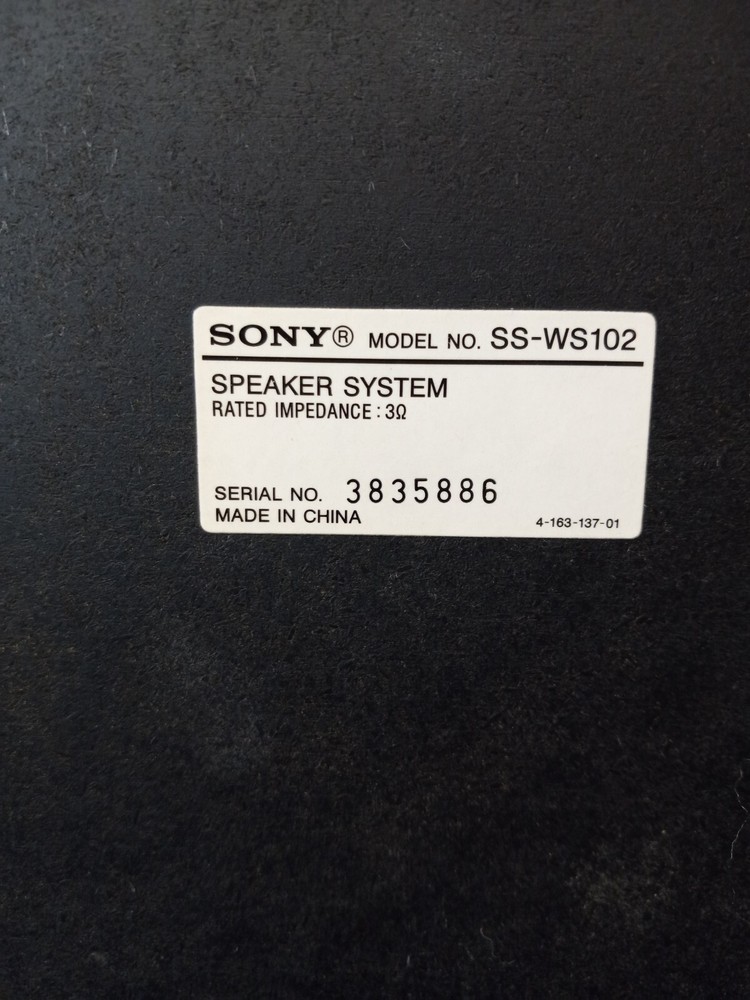 SONY® MODEL NO. SS-WS102
SPEAKER SYSTEM
RATED IMPEDANCE : 3Ω
SERIAL NO. 3835886
MADE IN CHINA
4-163-137-01